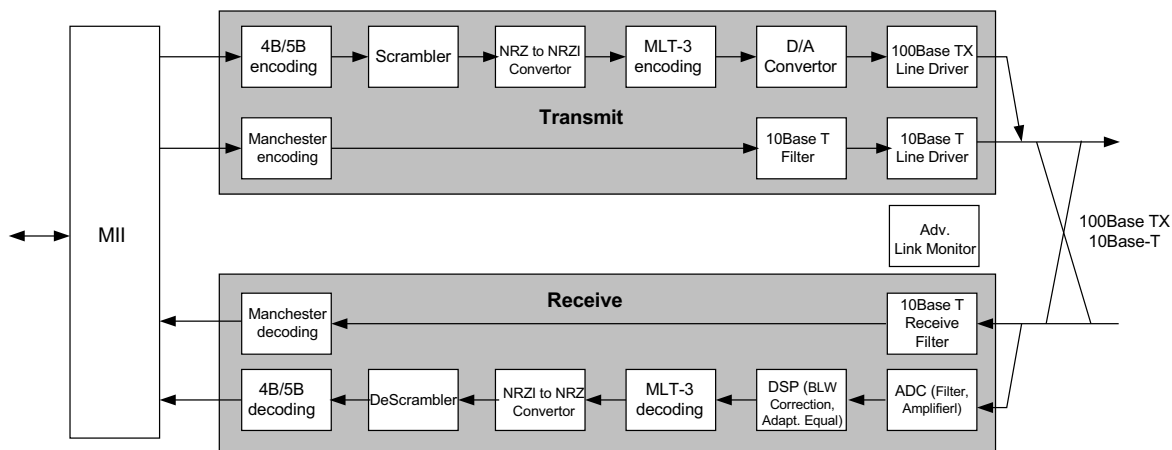 4B/5B
encoding
Scrambler
NRZ to NRZI
Convertor
MLT-3
encoding
D/A
Convertor
100Base TX
Line Driver
Transmit
Manchester
encoding
10Base T
Filter
10Base T
Line Driver
MII
Adv.
Link Monitor
100Base TX
10Base-T
Receive
Manchester
decoding
10Base T
Receive
Filter
4B/5B
decoding
DeScrambler
NRZI to NRZ
Convertor
MLT-3
decoding
DSP (BLW
Correction,
Adapt. Equal)
ADC (Filter,
Amplifierl)